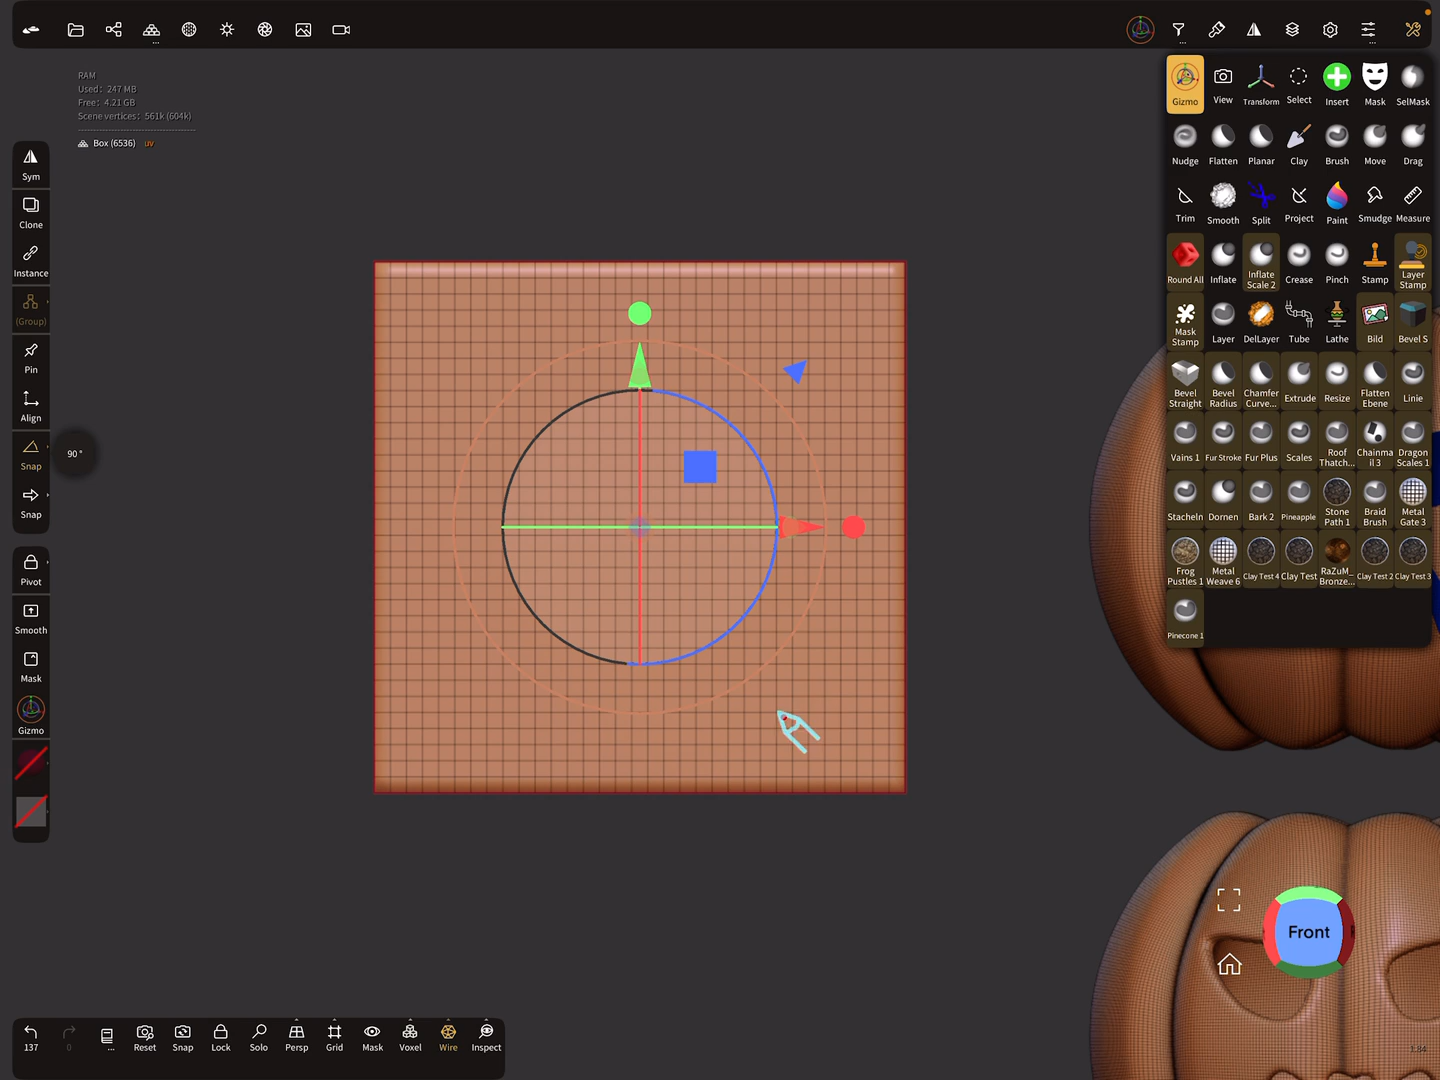 RAM
Used: 247 MB
Free: 4.21 GB
Scene vertices: 561k (604k)
Box (6536) uv
Sym
Clone
Instance
(Group)
Pin
Align
Snap
90 °
Snap
Pivot
Smooth
Mask
Gizmo
Gizmo View Transform Select Insert Mask SelMask
Nudge Flatten Planar Clay Brush Move Drag
Trim Smooth Split Project Paint Smudge Measure
Round All Inflate Inflate Scale 2 Crease Pinch Stamp Layer Stamp
Mask Stamp Layer DelLayer Tube Lathe Bild Bevel S
Bevel Straight Bevel Radius Chamfer Curve... Extrude Resize Flatten Ebene Linie
Vains 1 Fur Stroke Fur Plus Scales Roof Thatch... Chainma il 3 Dragon Scales 1
Stacheln Dornen Bark 2 Pineapple Stone Path 1 Braid Brush Metal Gate 3
Frog Pustles 1 Metal Weave 6 Clay Test 4 Clay Test RaZuM_ Bronze... Clay Test 2 Clay Test 3
Pinecone 1
Front
1.84
137 0 ... Reset Snap Lock Solo Persp Grid Mask Voxel Wire Inspect